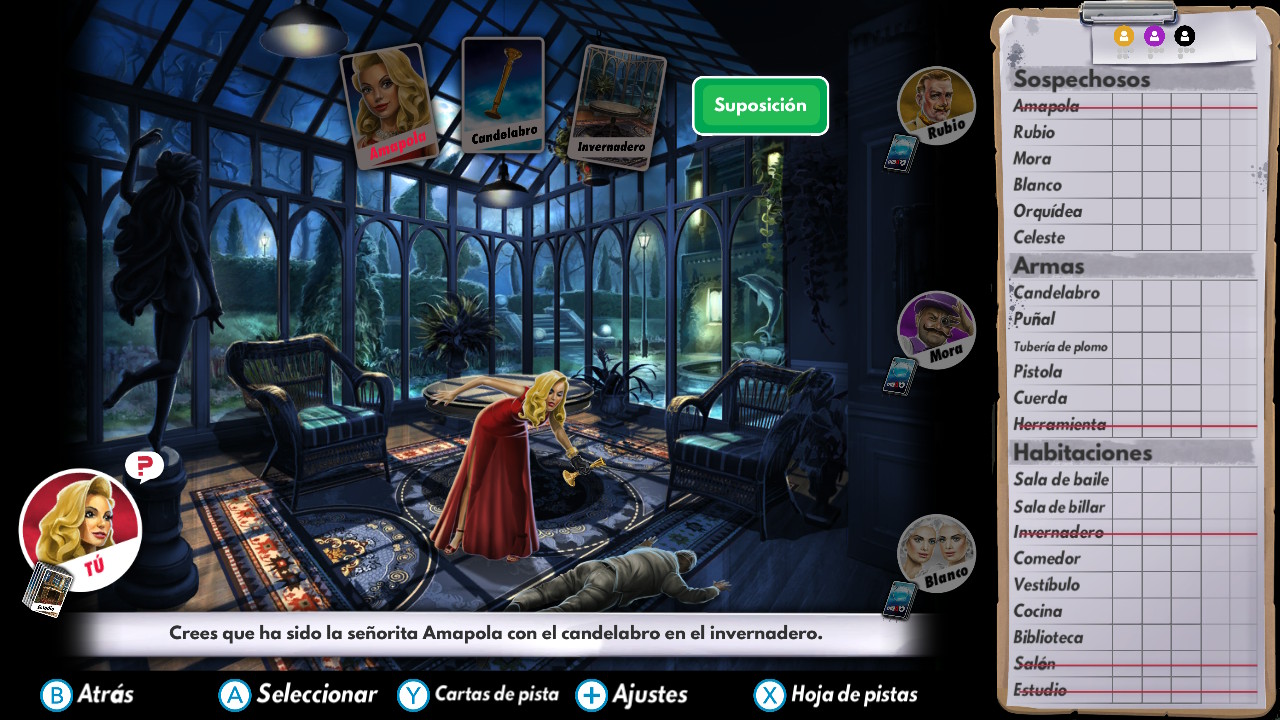 Amapola
Candelabro
Invernadero
Suposición
Rubio
Mora
Blanco
?
TÚ
Estudio
Crees que ha sido la señorita Amapola con el candelabro en el invernadero.
B Atrás
A Seleccionar
Y Cartas de pista
+ Ajustes
X Hoja de pistas
Sospechosos
Amapola
Rubio
Mora
Blanco
Orquídea
Celeste
Armas
Candelabro
Puñal
Tubería de plomo
Pistola
Cuerda
Herramienta
Habitaciones
Sala de baile
Sala de billar
Invernadero
Comedor
Vestíbulo
Cocina
Biblioteca
Salón
Estudio